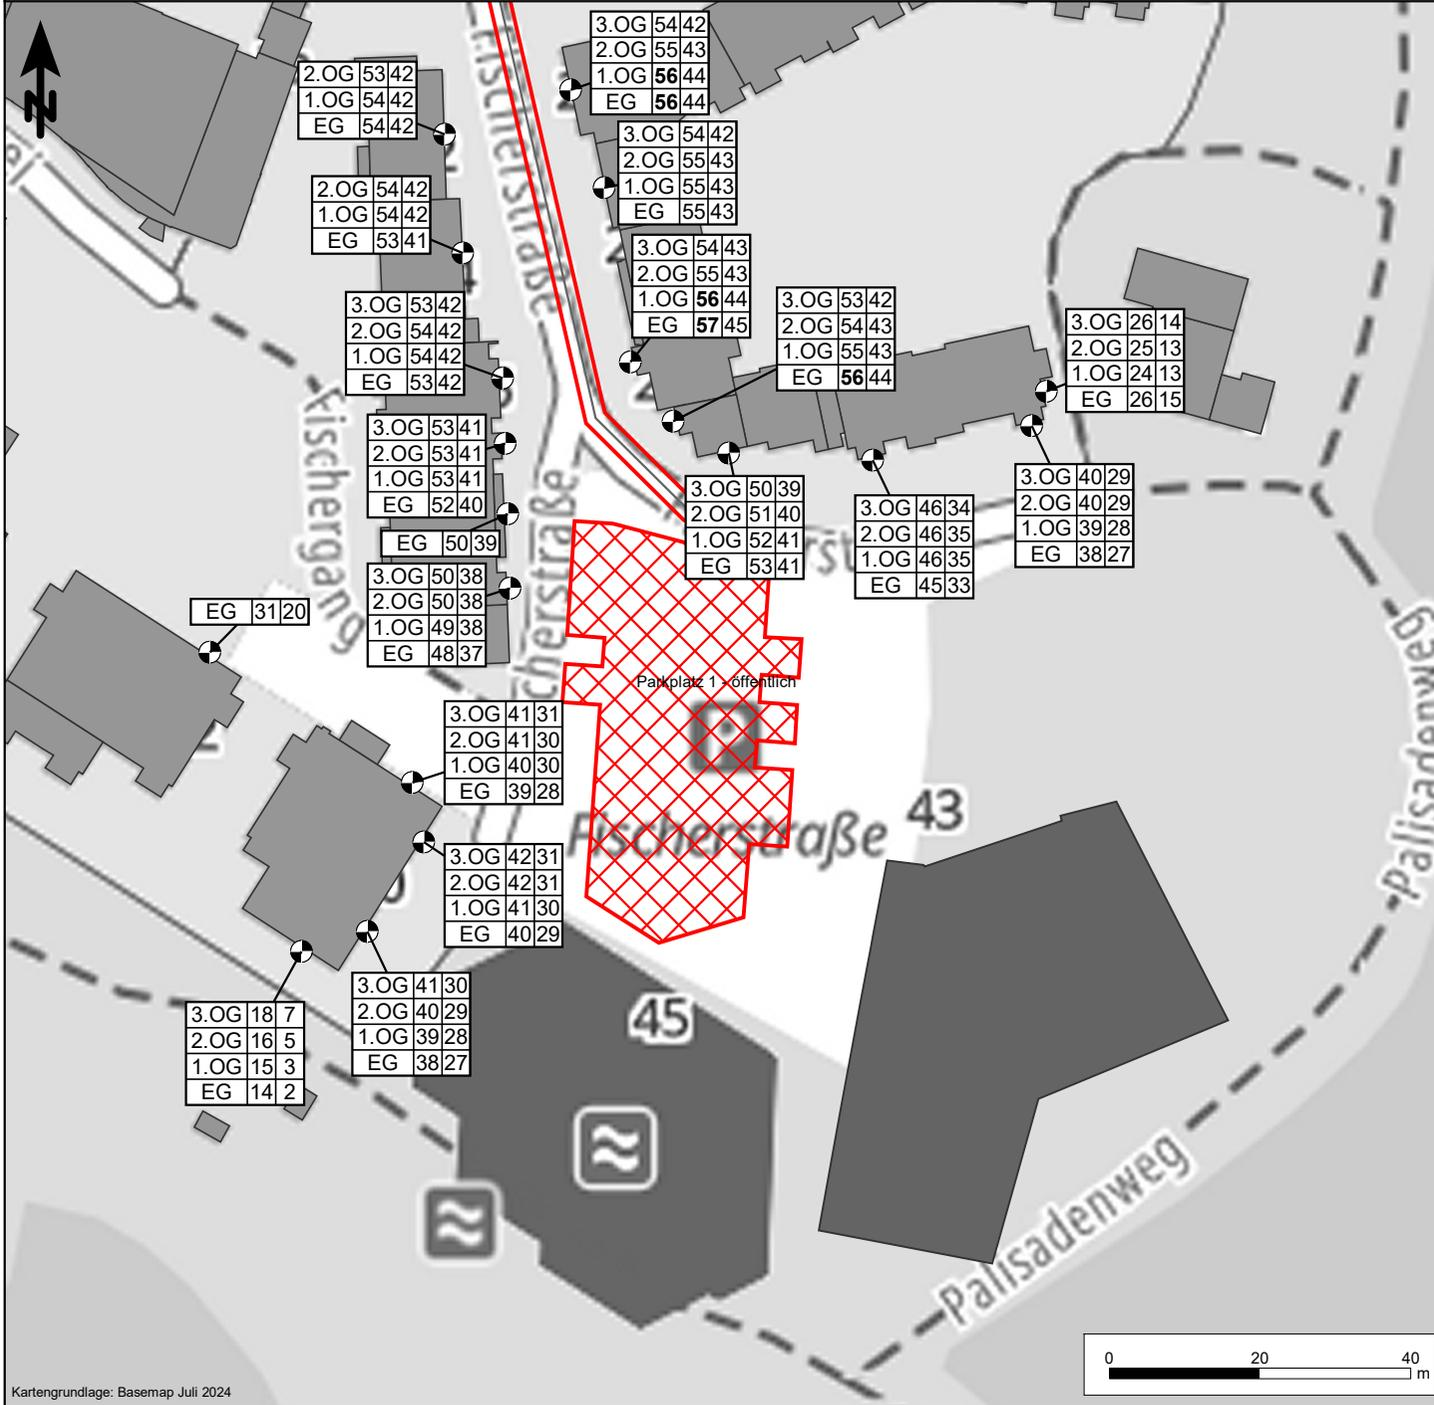 N
ei
2.OG 53 42
1.OG 54 42
EG 54 42
3.OG 54 42
2.OG 55 43
1.OG 56 44
EG 56 44
3.OG 54 42
2.OG 55 43
1.OG 55 43
EG 55 43
2.OG 54 42
1.OG 54 42
EG 53 41
Fischerstraße
3.OG 54 43
2.OG 55 43
1.OG 56 44
EG 57 45
3.OG 53 42
2.OG 54 42
1.OG 54 42
EG 53 42
3.OG 53 42
2.OG 54 43
1.OG 55 43
EG 56 44
3.OG 26 14
2.OG 25 13
1.OG 24 13
EG 26 15
3.OG 53 41
2.OG 53 41
1.OG 53 41
EG 52 40
EG 50 39
3.OG 50 39
2.OG 51 40
1.OG 52 41
EG 53 41
3.OG 46 34
2.OG 46 35
1.OG 46 35
EG 45 33
3.OG 40 29
2.OG 40 29
1.OG 39 28
EG 38 27
Fischergang
cherstraße
3.OG 50 38
2.OG 50 38
1.OG 49 38
EG 48 37
EG 31 20
Parkplatz 1 - öffentlich
P
3.OG 41 31
2.OG 41 30
1.OG 40 30
EG 39 28
Fischerstraße
43
3.OG 42 31
2.OG 42 31
1.OG 41 30
EG 40 29
3.OG 41 30
2.OG 40 29
1.OG 39 28
EG 38 27
3.OG 18 7
2.OG 16 5
1.OG 15 3
EG 14 2
45
Palisadenweg
Palisadenweg
0 20 40
m
Kartengrundlage: Basemap Juli 2024